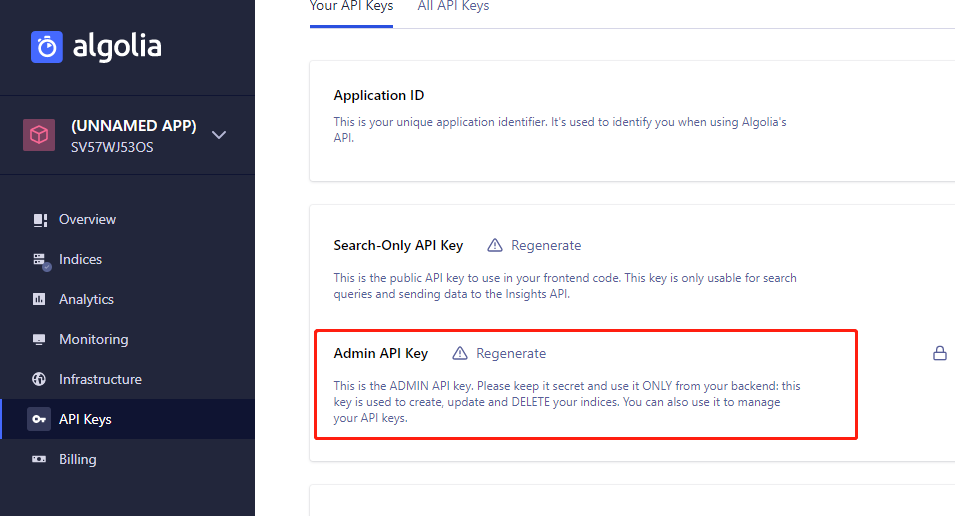 Your API Keys All API Keys
algolia
(UNNAMED APP)
SV57WJ53OS
Overview
Indices
Analytics
Monitoring
Infrastructure
API Keys
Billing
Application ID
This is your unique application identifier. It's used to identify you when using Algolia's
API.
Search-Only API Key Regenerate
This is the public API key to use in your frontend code. This key is only usable for search
queries and sending data to the Insights API.
Admin API Key Regenerate
This is the ADMIN API key. Please keep it secret and use it ONLY from your backend: this
key is used to create, update and DELETE your indices. You can also use it to manage
your API keys.